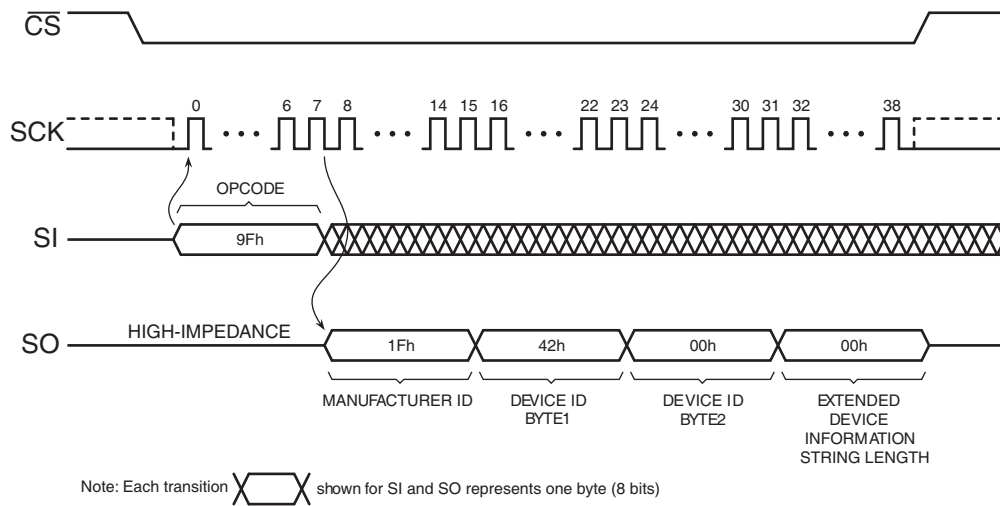 CS
SCK
0 6 7 8 14 15 16 22 23 24 30 31 32 38
OPCODE
SI
9Fh
SO
HIGH-IMPEDANCE
1Fh
42h
00h
00h
MANUFACTURER ID
DEVICE ID
BYTE1
DEVICE ID
BYTE2
EXTENDED
DEVICE
INFORMATION
STRING LENGTH
Note: Each transition shown for SI and SO represents one byte (8 bits)